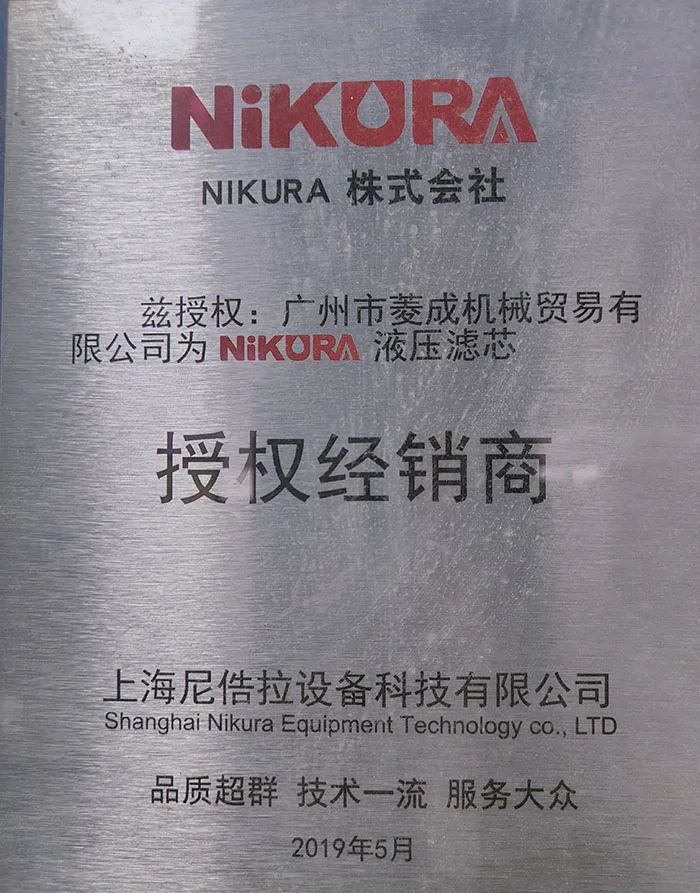 NiKURA
NIKURA 株式会社
兹授权：广州市菱成机械贸易有
限公司为 NiKURA 液压滤芯
授权经销商
上海尼俈拉设备科技有限公司
Shanghai Nikura Equipment Technology co., LTD
品质超群 技术一流 服务大众
2019年5月